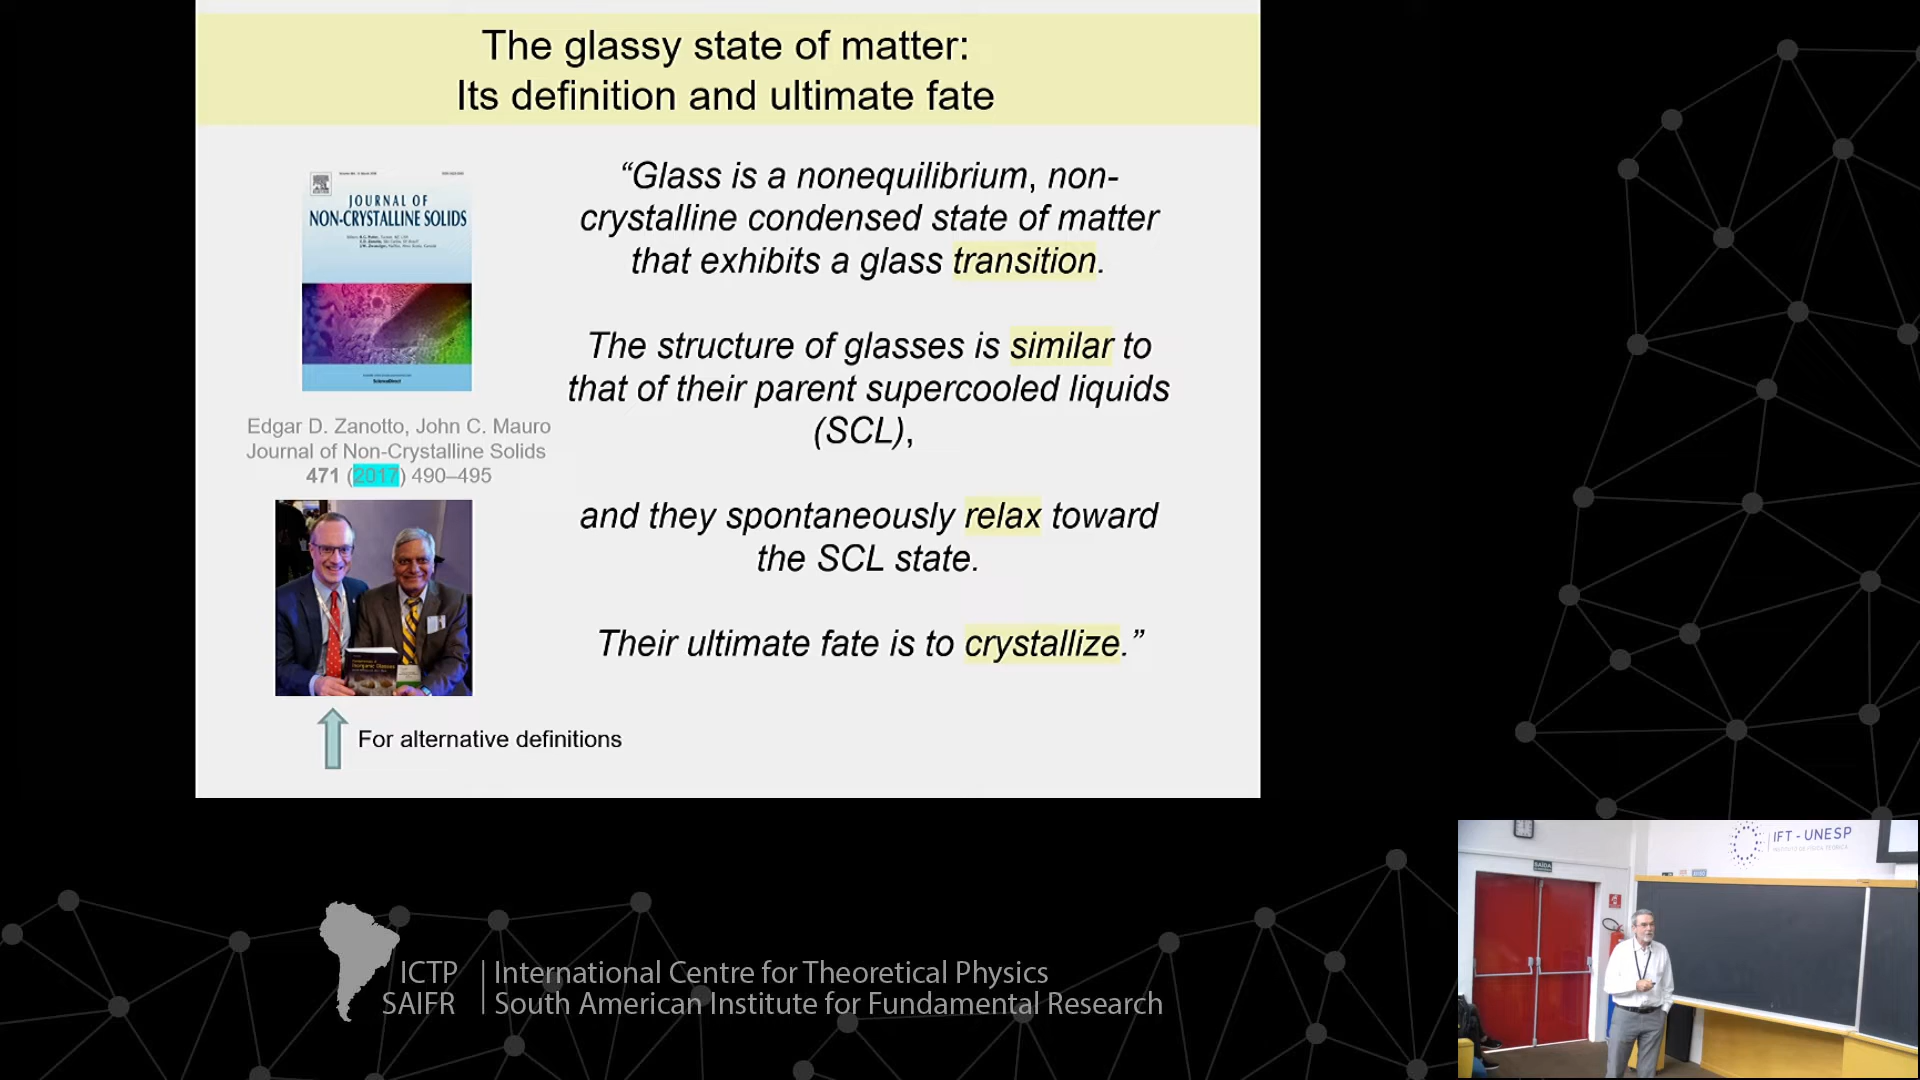 The glassy state of matter:
Its definition and ultimate fate
JOURNAL OF
NON-CRYSTALLINE SOLIDS
ScienceDirect
Edgar D. Zanotto, John C. Mauro
Journal of Non-Crystalline Solids
471 (2017) 490–495
“Glass is a nonequilibrium, non-
crystalline condensed state of matter
that exhibits a glass transition.
The structure of glasses is similar to
that of their parent supercooled liquids
(SCL),
and they spontaneously relax toward
the SCL state.
Their ultimate fate is to crystallize.”
For alternative definitions
IFT - UNESP
SAÍDA
ICTP
SAIFR
International Centre for Theoretical Physics
South American Institute for Fundamental Research